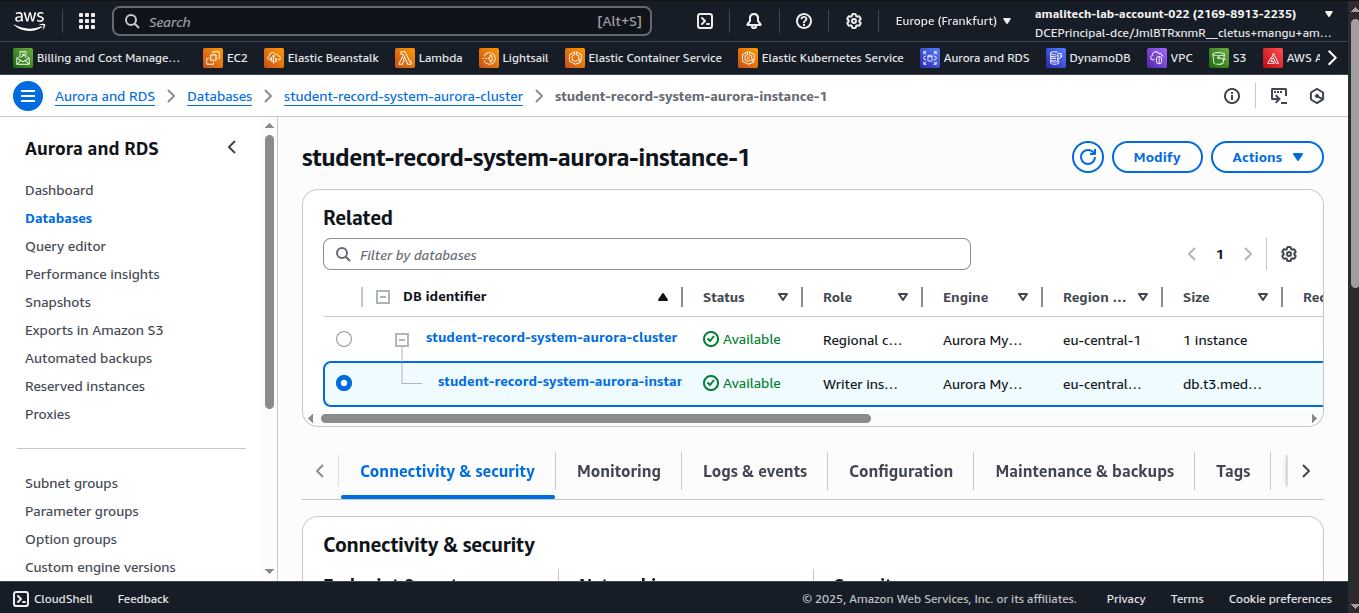 aws
Search [Alt+S]
Europe (Frankfurt)
amalitech-lab-account-022 (2169-8913-2235)
DCEPrincipal-dce/JmlBTRxnmR__cletus+mangu+am...
Billing and Cost Manage... EC2 Elastic Beanstalk Lambda Lightsail Elastic Container Service Elastic Kubernetes Service Aurora and RDS DynamoDB VPC S3 AWS A
Aurora and RDS Databases student-record-system-aurora-cluster student-record-system-aurora-instance-1
Aurora and RDS
Dashboard
Databases
Query editor
Performance insights
Snapshots
Exports in Amazon S3
Automated backups
Reserved instances
Proxies
Subnet groups
Parameter groups
Option groups
Custom engine versions
student-record-system-aurora-instance-1
Modify
Actions
Related
Filter by databases
1
DB identifier Status Role Engine Region ... Size Rec
student-record-system-aurora-cluster Available Regional c... Aurora My... eu-central-1 1 instance
student-record-system-aurora-instar Available Writer ins... Aurora My... eu-central... db.t3.med...
Connectivity & security Monitoring Logs & events Configuration Maintenance & backups Tags
Connectivity & security
CloudShell Feedback © 2025, Amazon Web Services, Inc. or its affiliates. Privacy Terms Cookie preferences